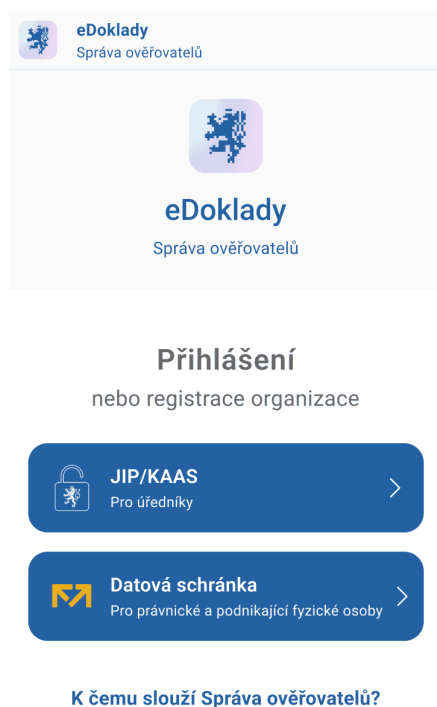 eDoklady
Správa ověřovatelů
eDoklady
Správa ověřovatelů
Přihlášení
nebo registrace organizace
JIP/KAAS
Pro úředníky
Datová schránka
Pro právnické a podnikající fyzické osoby
K čemu slouží Správa ověřovatelů?